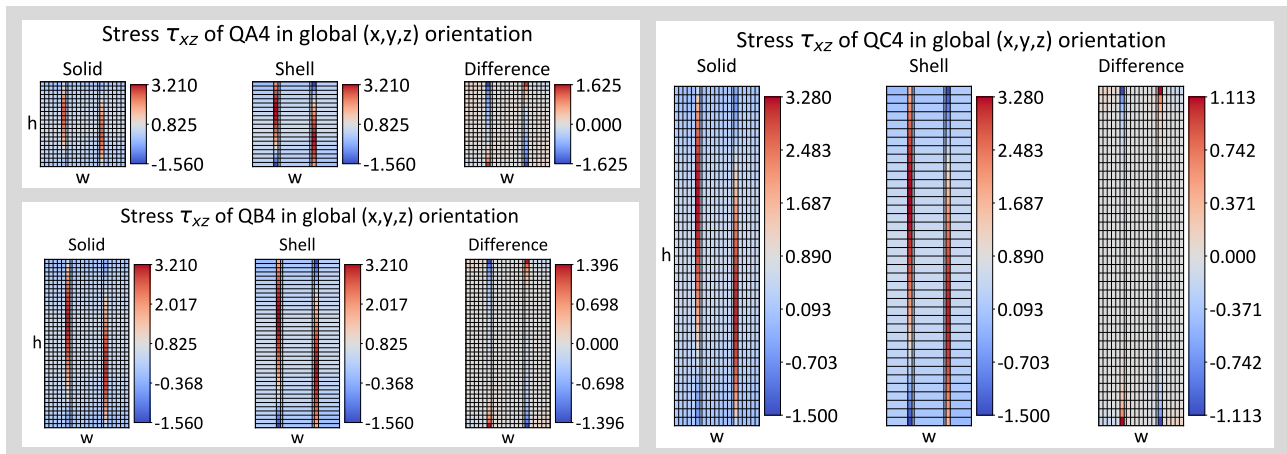 Stress τxz of QA4 in global (x,y,z) orientation
Solid Shell Difference
3.210 3.210 1.625
h 0.825 0.825 0.000
-1.560 -1.560 -1.625
w w w
Stress τxz of QB4 in global (x,y,z) orientation
Solid Shell Difference
3.210 3.210 1.396
2.017 2.017 0.698
h 0.825 0.825 0.000
-0.368 -0.368 -0.698
-1.560 -1.560 -1.396
w w w
Stress τxz of QC4 in global (x,y,z) orientation
Solid Shell Difference
3.280 3.280 1.113
2.483 2.483 0.742
1.687 1.687 0.371
h 0.890 0.890 0.000
0.093 0.093 -0.371
-0.703 -0.703 -0.742
-1.500 -1.500 -1.113
w w w